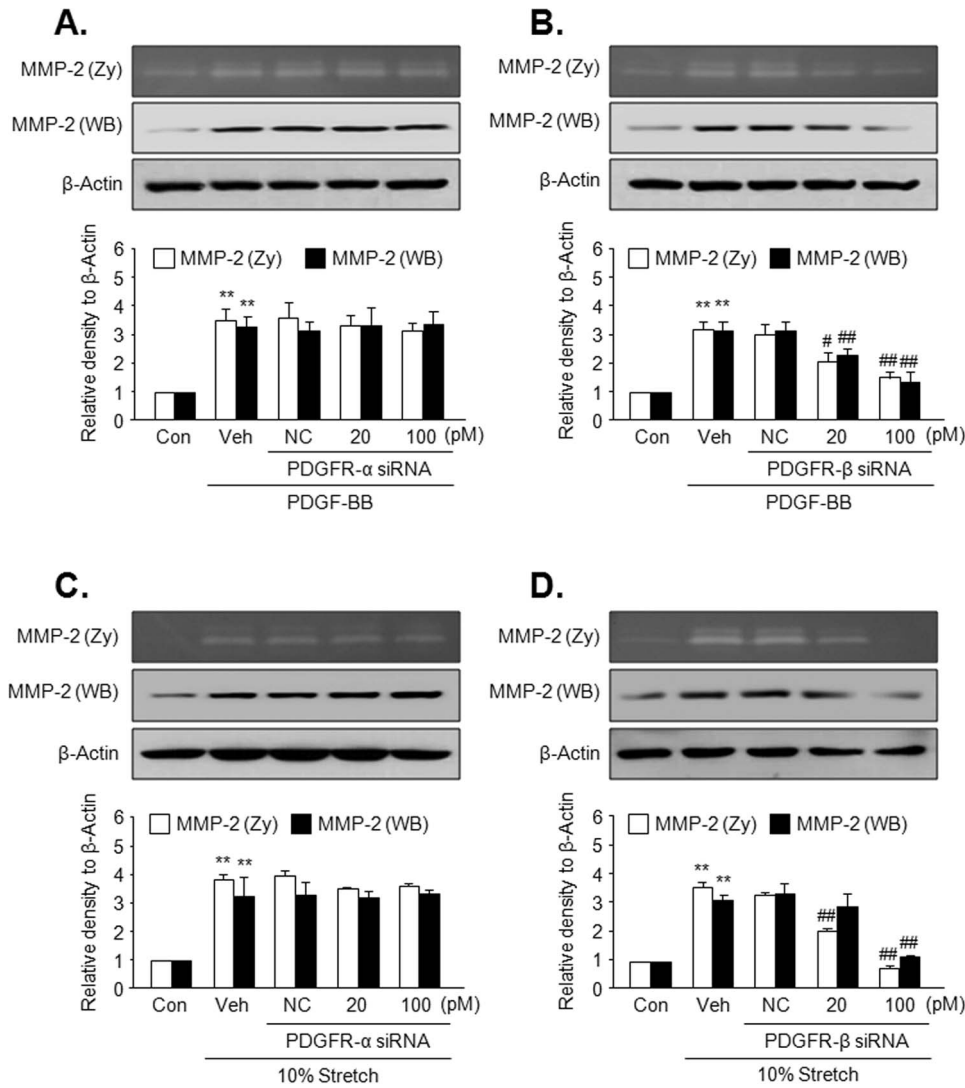 A.
MMP-2 (Zy)
MMP-2 (WB)
β-Actin
Relative density to β-Actin
6
5
4
3
2
1
0
MMP-2 (Zy) MMP-2 (WB)
** **
Con Veh NC 20 100 (pM)
PDGFR-α siRNA
PDGF-BB
B.
MMP-2 (Zy)
MMP-2 (WB)
β-Actin
Relative density to β-Actin
6
5
4
3
2
1
0
MMP-2 (Zy) MMP-2 (WB)
** **
# ##
## ##
Con Veh NC 20 100 (pM)
PDGFR-β siRNA
PDGF-BB
C.
MMP-2 (Zy)
MMP-2 (WB)
β-Actin
Relative density to β-Actin
6
5
4
3
2
1
0
MMP-2 (Zy) MMP-2 (WB)
** **
Con Veh NC 20 100 (pM)
PDGFR-α siRNA
10% Stretch
D.
MMP-2 (Zy)
MMP-2 (WB)
β-Actin
Relative density to β-Actin
6
5
4
3
2
1
0
MMP-2 (Zy) MMP-2 (WB)
** **
##
## ##
Con Veh NC 20 100 (pM)
PDGFR-β siRNA
10% Stretch